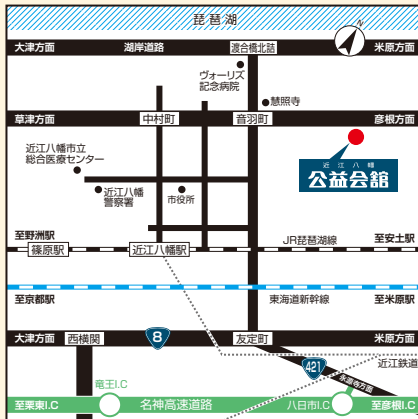 琵琶湖
N
大津方面
湖岸道路
渡合橋北詰
米原方面
ヴォーリズ
記念病院
慧照寺
草津方面
中村町
音羽町
彦根方面
近江八幡市立
総合医療センター
近江八幡
警察署
市役所
近江八幡
公益会舘
至野洲駅
篠原駅
近江八幡駅
JR琵琶湖線
至安土駅
至京都駅
東海道新幹線
至米原駅
大津方面
西横関
8
友定町
米原方面
421
近江鉄道
永源寺方面
竜王I.C
至栗東I.C
名神高速道路
八日市I.C
至彦根I.C